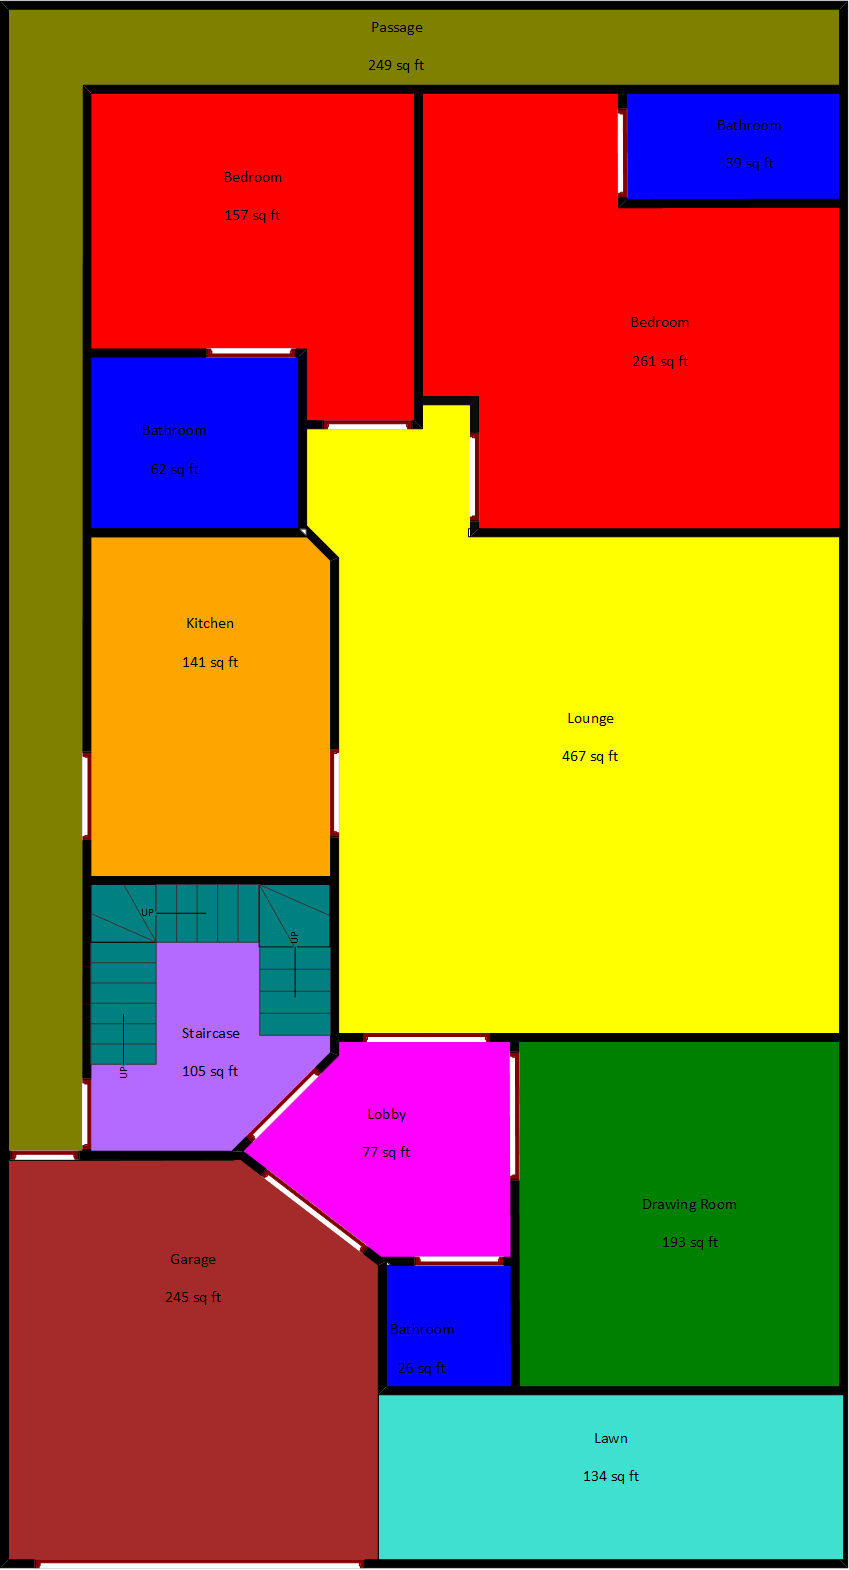 Passage
249 sq ft
Bathroom
39 sq ft
Bedroom
157 sq ft
Bedroom
261 sq ft
Bathroom
62 sq ft
Kitchen
141 sq ft
Lounge
467 sq ft
UP
UP
Staircase
105 sq ft
UP
Lobby
77 sq ft
Drawing Room
193 sq ft
Garage
245 sq ft
Bathroom
26 sq ft
Lawn
134 sq ft